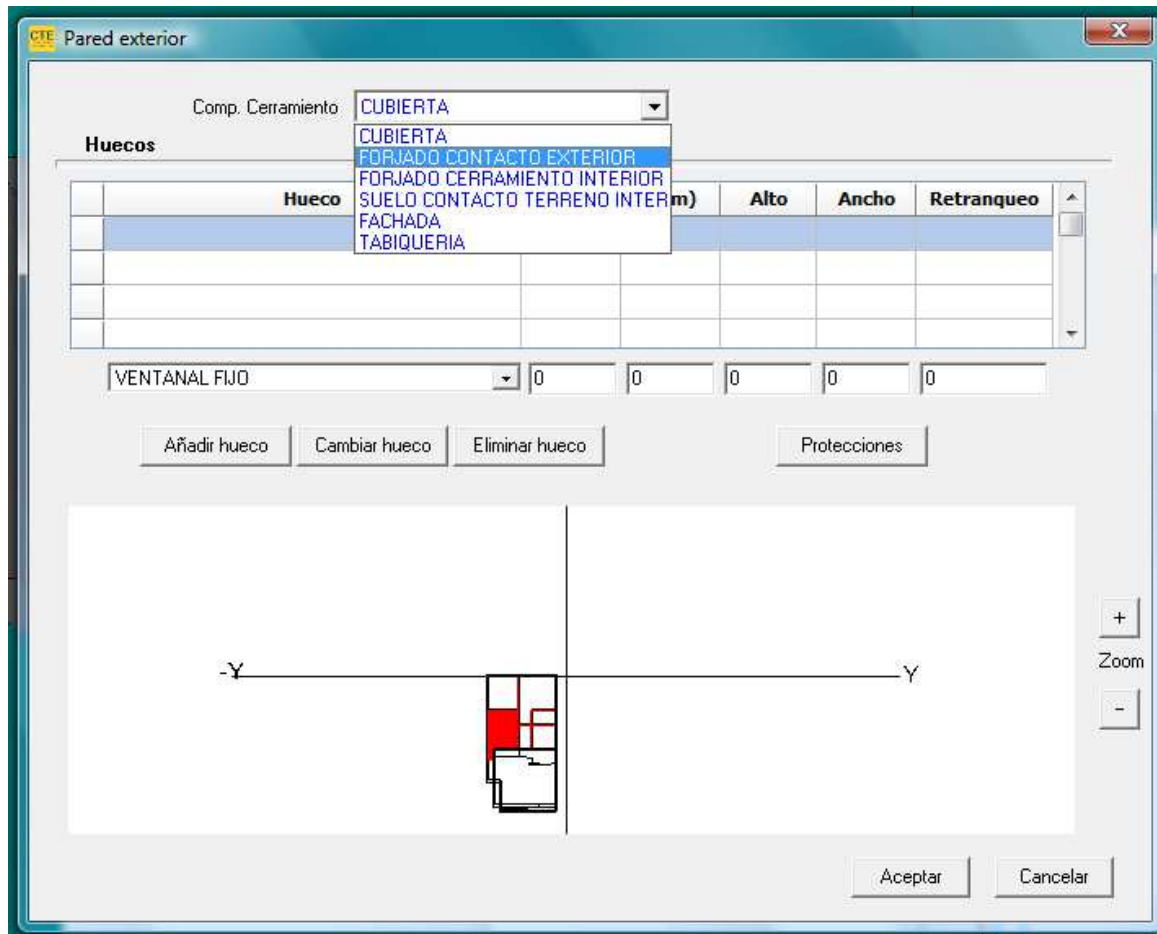 CTE Pared exterior
Comp. Cerramiento CUBIERTA
CUBIERTA
Huecos
FORJADO CONTACTO EXTERIOR
FORJADO CERRAMIENTO INTERIOR
Hueco SUELO CONTACTO TERRENO INTER m) Alto Ancho Retranqueo
FACHADA
TABIQUERIA
VENTANAL FIJO 0 0 0 0 0
Añadir hueco Cambiar hueco Eliminar hueco Protecciones
+
Zoom
-Y Y
-
Aceptar Cancelar